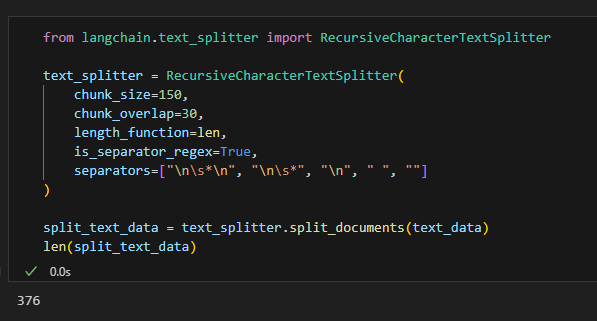 from langchain.text_splitter import RecursiveCharacterTextSplitter
text_splitter = RecursiveCharacterTextSplitter(
    chunk_size=150,
    chunk_overlap=30,
    length_function=len,
    is_separator_regex=True,
    separators=["\n\s*\n", "\n\s*", "\n", " ", ""]
)
split_text_data = text_splitter.split_documents(text_data)
len(split_text_data)
0.0s
376